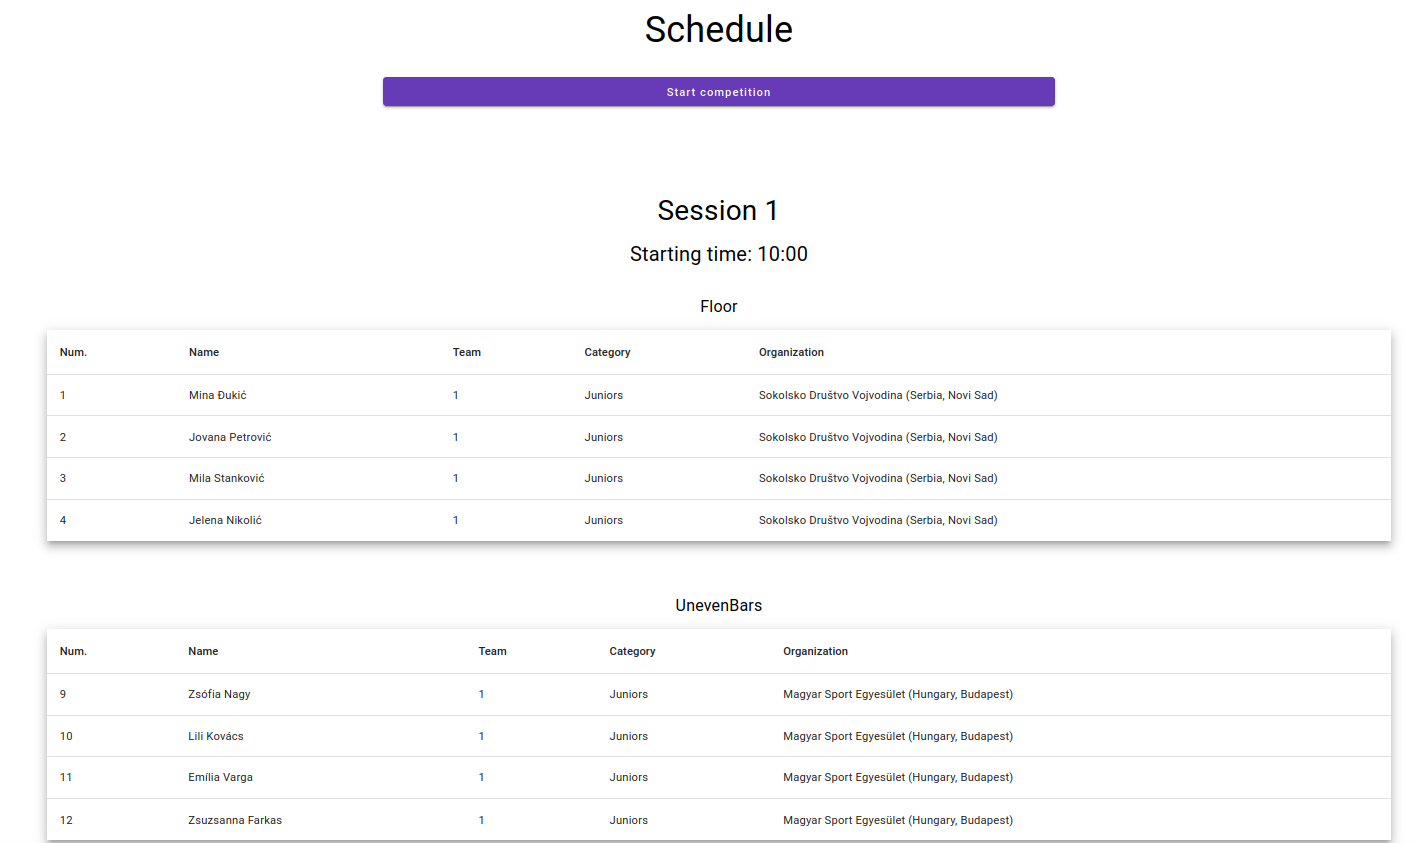 Schedule
Start competition
Session 1
Starting time: 10:00
Floor
Num. Name Team Category Organization
1 Mina Đukić 1 Juniors Sokolsko Društvo Vojvodina (Serbia, Novi Sad)
2 Jovana Petrović 1 Juniors Sokolsko Društvo Vojvodina (Serbia, Novi Sad)
3 Mila Stanković 1 Juniors Sokolsko Društvo Vojvodina (Serbia, Novi Sad)
4 Jelena Nikolić 1 Juniors Sokolsko Društvo Vojvodina (Serbia, Novi Sad)
UnevenBars
Num. Name Team Category Organization
9 Zsófia Nagy 1 Juniors Magyar Sport Egyesület (Hungary, Budapest)
10 Lili Kovács 1 Juniors Magyar Sport Egyesület (Hungary, Budapest)
11 Emília Varga 1 Juniors Magyar Sport Egyesület (Hungary, Budapest)
12 Zsuzsanna Farkas 1 Juniors Magyar Sport Egyesület (Hungary, Budapest)